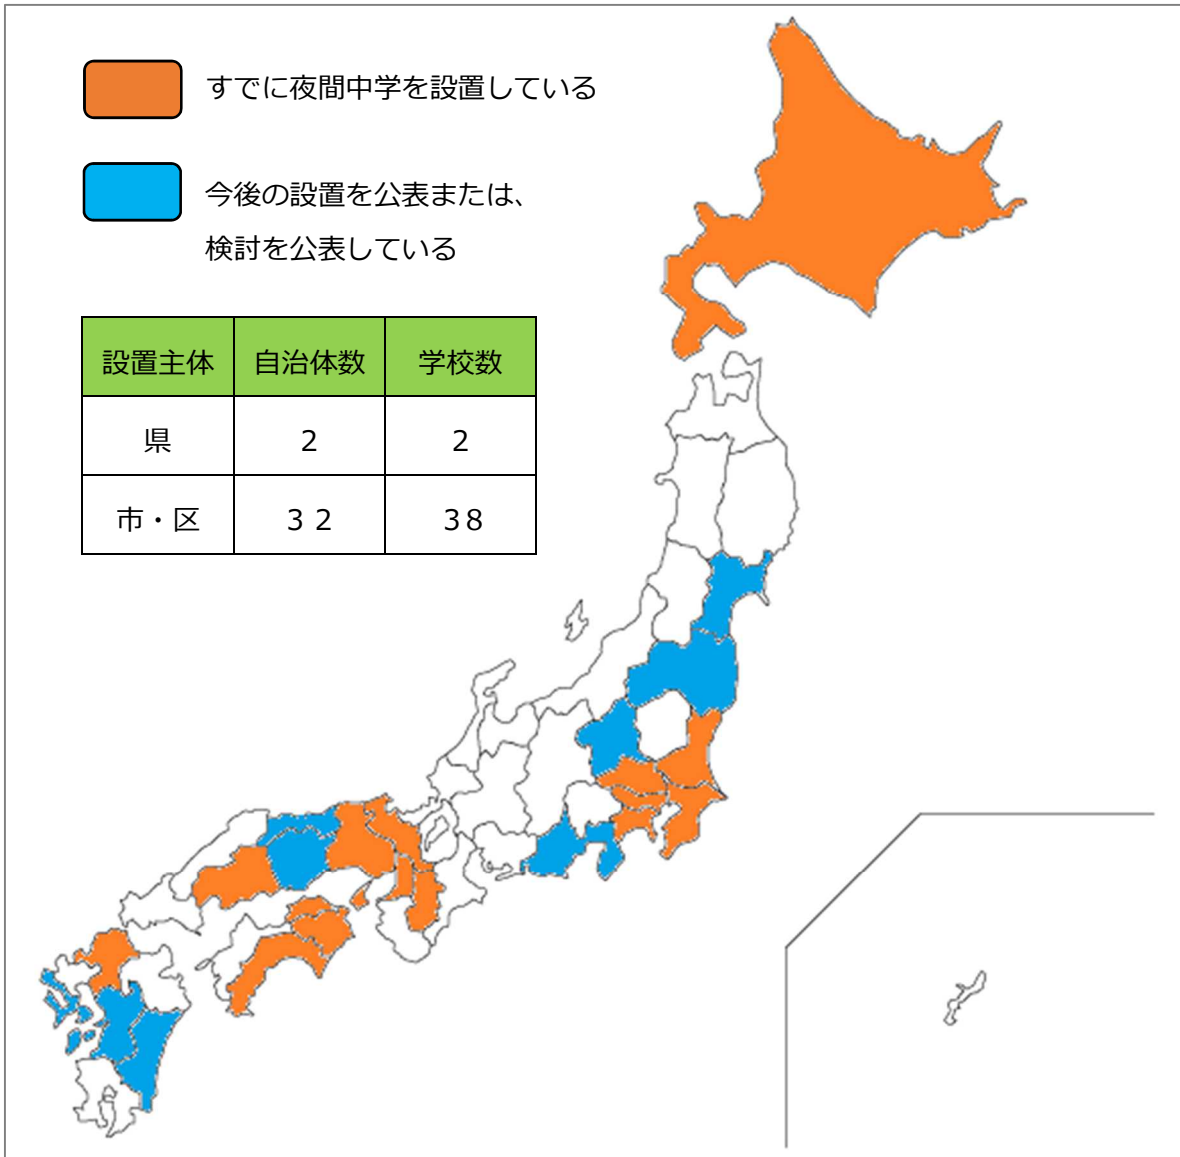 すでに夜間中学を設置している
今後の設置を公表または、
検討を公表している
設置主体 自治体数 学校数
県 2 2
市・区 3 2 38